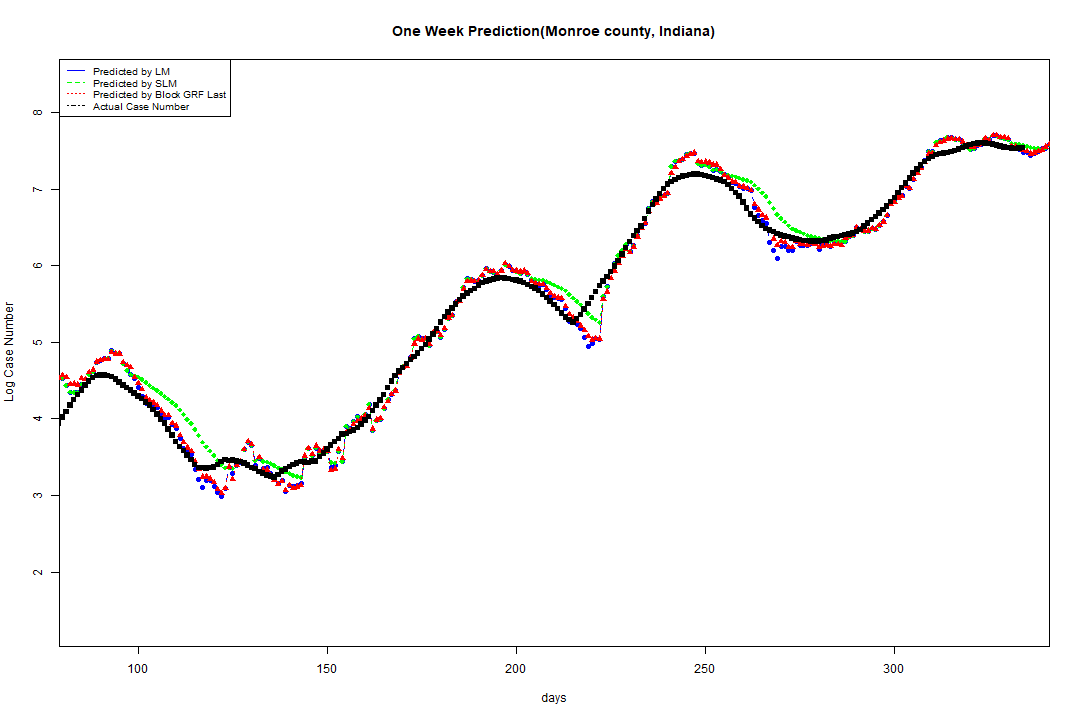 One Week Prediction(Monroe county, Indiana)
Predicted by LM
Predicted by SLM
Predicted by Block GRF Last
Actual Case Number
8
7
6
5
4
3
2
Log Case Number
100 150 200 250 300
days